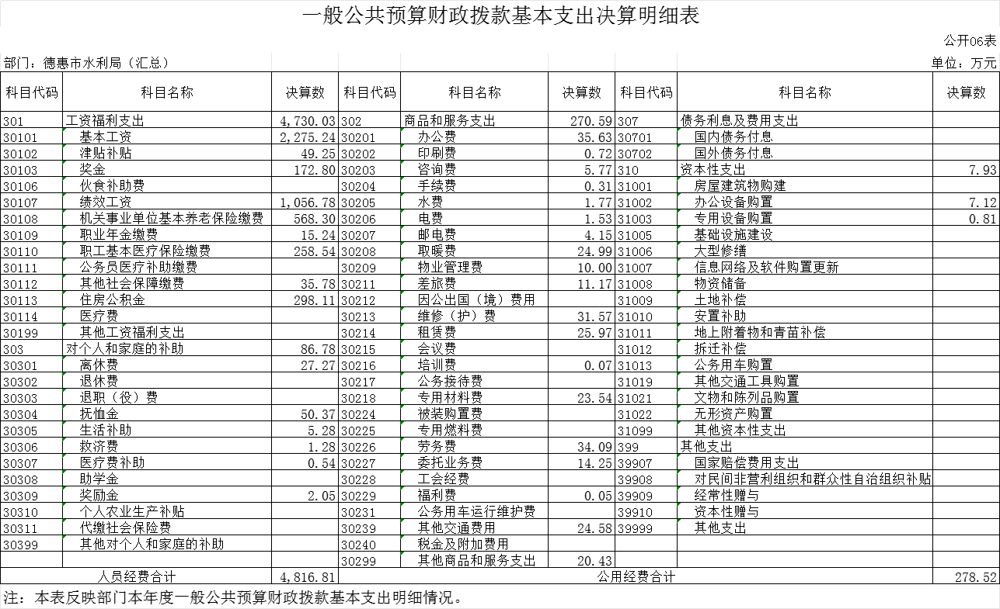 一般公共预算财政拨款基本支出决算明细表
公开06表
部门：德惠市水利局（汇总） 单位：万元
科目代码 科目名称 决算数 科目代码 科目名称 决算数 科目代码 科目名称 决算数
301 工资福利支出 4,730.03 302 商品和服务支出 270.59 307 债务利息及费用支出
30101 基本工资 2,275.24 30201 办公费 35.63 30701 国内债务付息
30102 津贴补贴 49.25 30202 印刷费 0.72 30702 国外债务付息
30103 奖金 172.80 30203 咨询费 5.77 310 资本性支出 7.93
30106 伙食补助费 30204 手续费 0.31 31001 房屋建筑物购建
30107 绩效工资 1,056.78 30205 水费 1.77 31002 办公设备购置 7.12
30108 机关事业单位基本养老保险缴费 568.30 30206 电费 1.53 31003 专用设备购置 0.81
30109 职业年金缴费 15.24 30207 邮电费 4.15 31005 基础设施建设
30110 职工基本医疗保险缴费 258.54 30208 取暖费 24.99 31006 大型修缮
30111 公务员医疗补助缴费 30209 物业管理费 10.00 31007 信息网络及软件购置更新
30112 其他社会保障缴费 35.78 30211 差旅费 11.17 31008 物资储备
30113 住房公积金 298.11 30212 因公出国（境）费用 31009 土地补偿
30114 医疗费 30213 维修（护）费 31.57 31010 安置补助
30199 其他工资福利支出 30214 租赁费 25.97 31011 地上附着物和青苗补偿
303 对个人和家庭的补助 86.78 30215 会议费 31012 拆迁补偿
30301 离休费 27.27 30216 培训费 0.07 31013 公务用车购置
30302 退休费 30217 公务接待费 31019 其他交通工具购置
30303 退职（役）费 30218 专用材料费 23.54 31021 文物和陈列品购置
30304 抚恤金 50.37 30224 被装购置费 31022 无形资产购置
30305 生活补助 5.28 30225 专用燃料费 31099 其他资本性支出
30306 救济费 1.28 30226 劳务费 34.09 399 其他支出
30307 医疗费补助 0.54 30227 委托业务费 14.25 39907 国家赔偿费用支出
30308 助学金 30228 工会经费 39908 对民间非营利组织和群众性自治组织补贴
30309 奖励金 2.05 30229 福利费 0.05 39909 经常性赠与
30310 个人农业生产补贴 30231 公务用车运行维护费 39910 资本性赠与
30311 代缴社会保险费 30239 其他交通费用 24.58 39999 其他支出
30399 其他对个人和家庭的补助 30240 税金及附加费用
30299 其他商品和服务支出 20.43
人员经费合计 4,816.81 公用经费合计 278.52
注：本表反映部门本年度一般公共预算财政拨款基本支出明细情况。